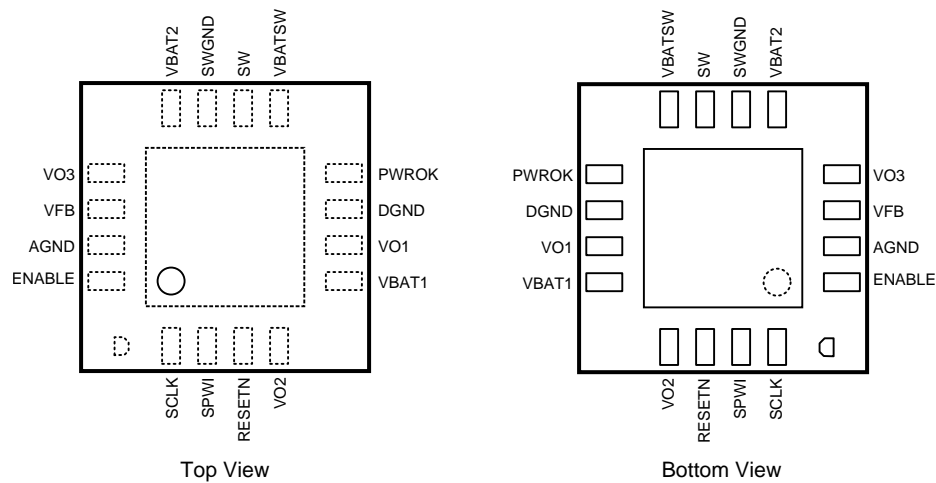 VBAT2
SWGND
SW
VBATSW
VO3
VFB
AGND
ENABLE
PWROK
DGND
VO1
VBAT1
SCLK
SPWI
RESETN
VO2
Top View
VBATSW
SW
SWGND
VBAT2
PWROK
DGND
VO1
VBAT1
VO3
VFB
AGND
ENABLE
VO2
RESETN
SPWI
SCLK
Bottom View